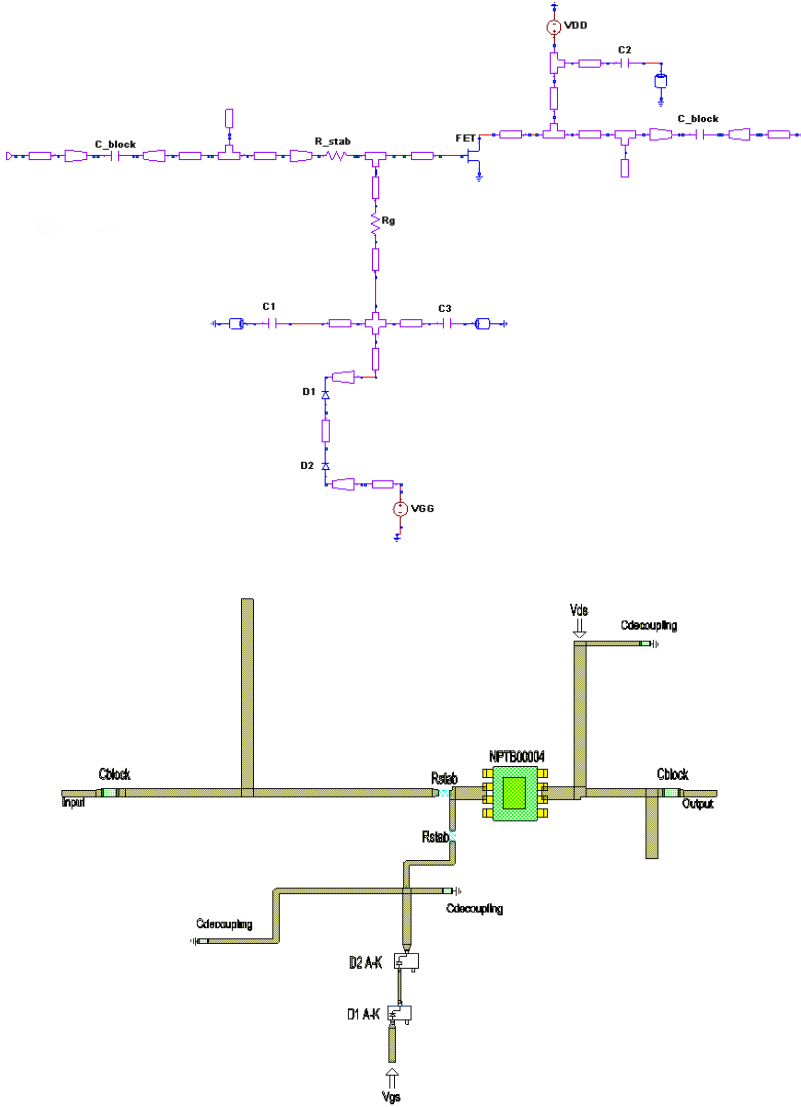 VDD
C2
C_block
C_block
R_stab
FET
Rg
C1
C3
D1
D2
VGG
Vds
Cdecoupling
NPTB00004
Cblock
Rstab
Cblock
Input
Output
Rstab
Cdecoupling
Cdecoupling
D2 A-K
D1 A-K
Vgs